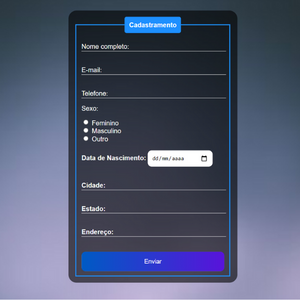 Cadastramento
Nome completo:
E-mail:
Telefone:
Sexo:
Feminino
Masculino
Outro
Data de Nascimento: dd/mm/aaaa
Cidade:
Estado:
Endereço:
Enviar